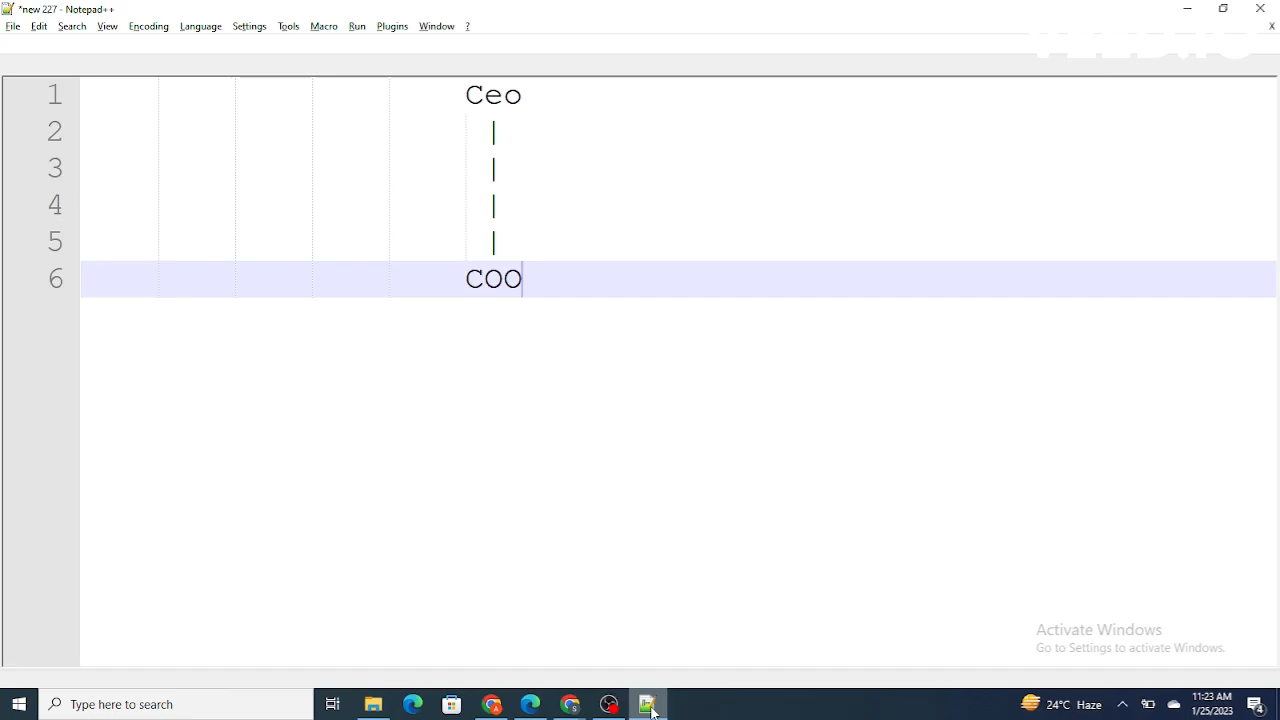 *new 227 - Notepad++
File Edit Search View Encoding Language Settings Tools Macro Run Plugins Window ?
X
1 Ceo
2 |
3 |
4 |
5 |
6 COO
Activate Windows
Go to Settings to activate Windows.
Type here to search
24°C Haze
11:23 AM
1/25/2023
4